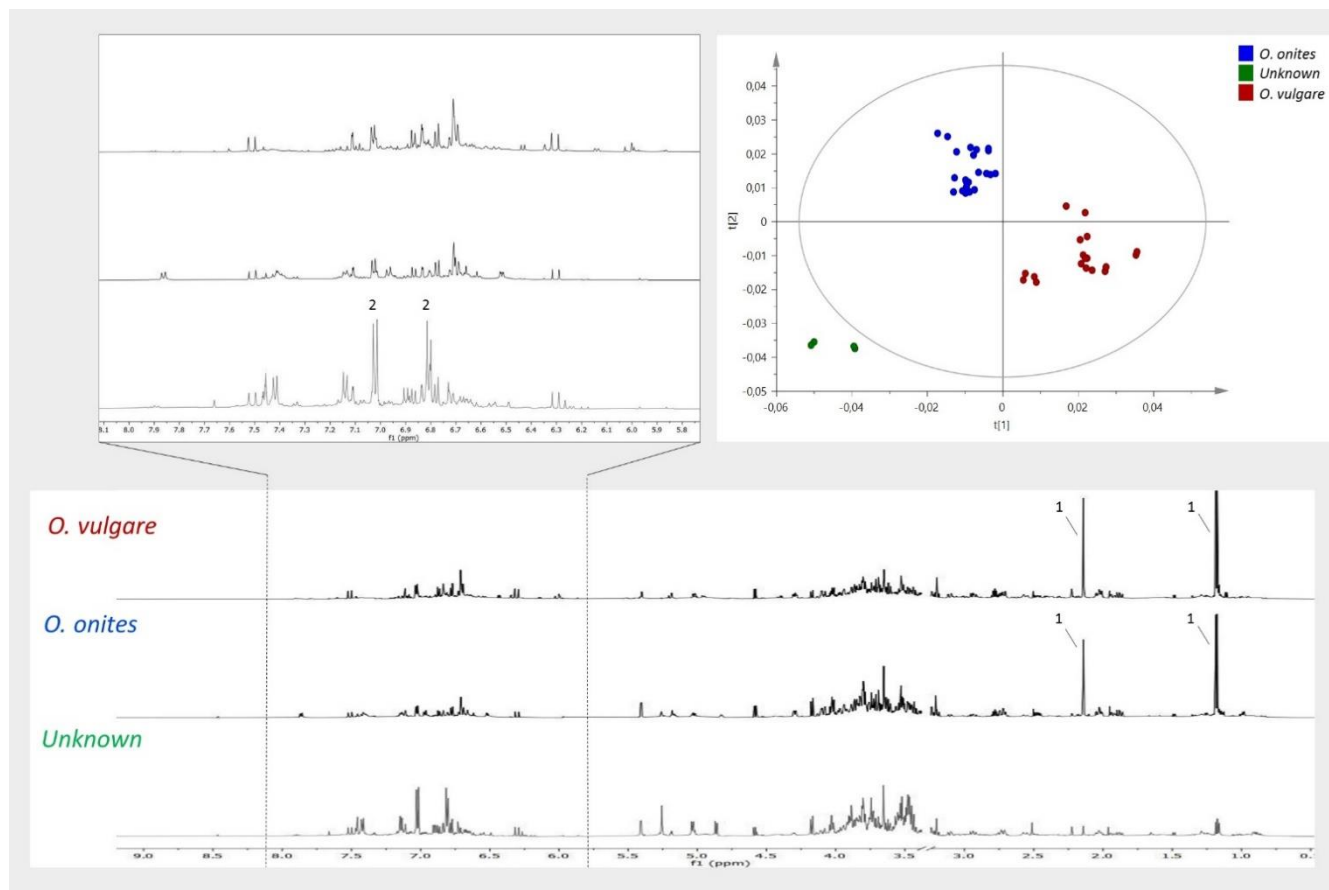 2 2
8.1 7.9 7.8 7.7 7.6 7.5 7.4 7.3 7.2 7.1 7.0 6.9 6.8 6.7 6.6 6.5 6.4 6.3 6.2 6.1 6.0 5.9 5.8
f1 (ppm)
O. onites
Unknown
O. vulgare
0,05
0,04
0,03
0,02
0,01
0
-0,01
-0,02
-0,03
-0,04
-0,05
t[2]
-0,06 -0,04 -0,02 0 0,02 0,04
t[1]
O. vulgare
1 1
O. onites
1 1
Unknown
9.0 8.5 8.0 7.5 7.0 6.5 6.0 5.5 5.0 4.5 4.0 3.5 3.0 2.5 2.0 1.5 1.0
f1 (ppm)